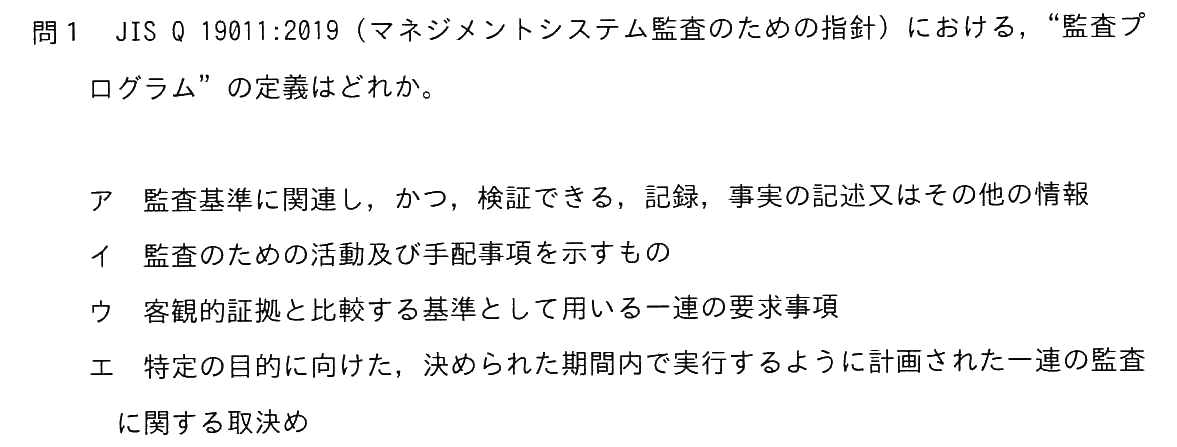 問1　JIS Q 19011:2019（マネジメントシステム監査のための指針）における，“監査プ
ログラム”の定義はどれか。
ア　監査基準に関連し，かつ，検証できる，記録，事実の記述又はその他の情報
イ　監査のための活動及び手配事項を示すもの
ウ　客観的証拠と比較する基準として用いる一連の要求事項
エ　特定の目的に向けた，決められた期間内で実行するように計画された一連の監査
に関する取決め